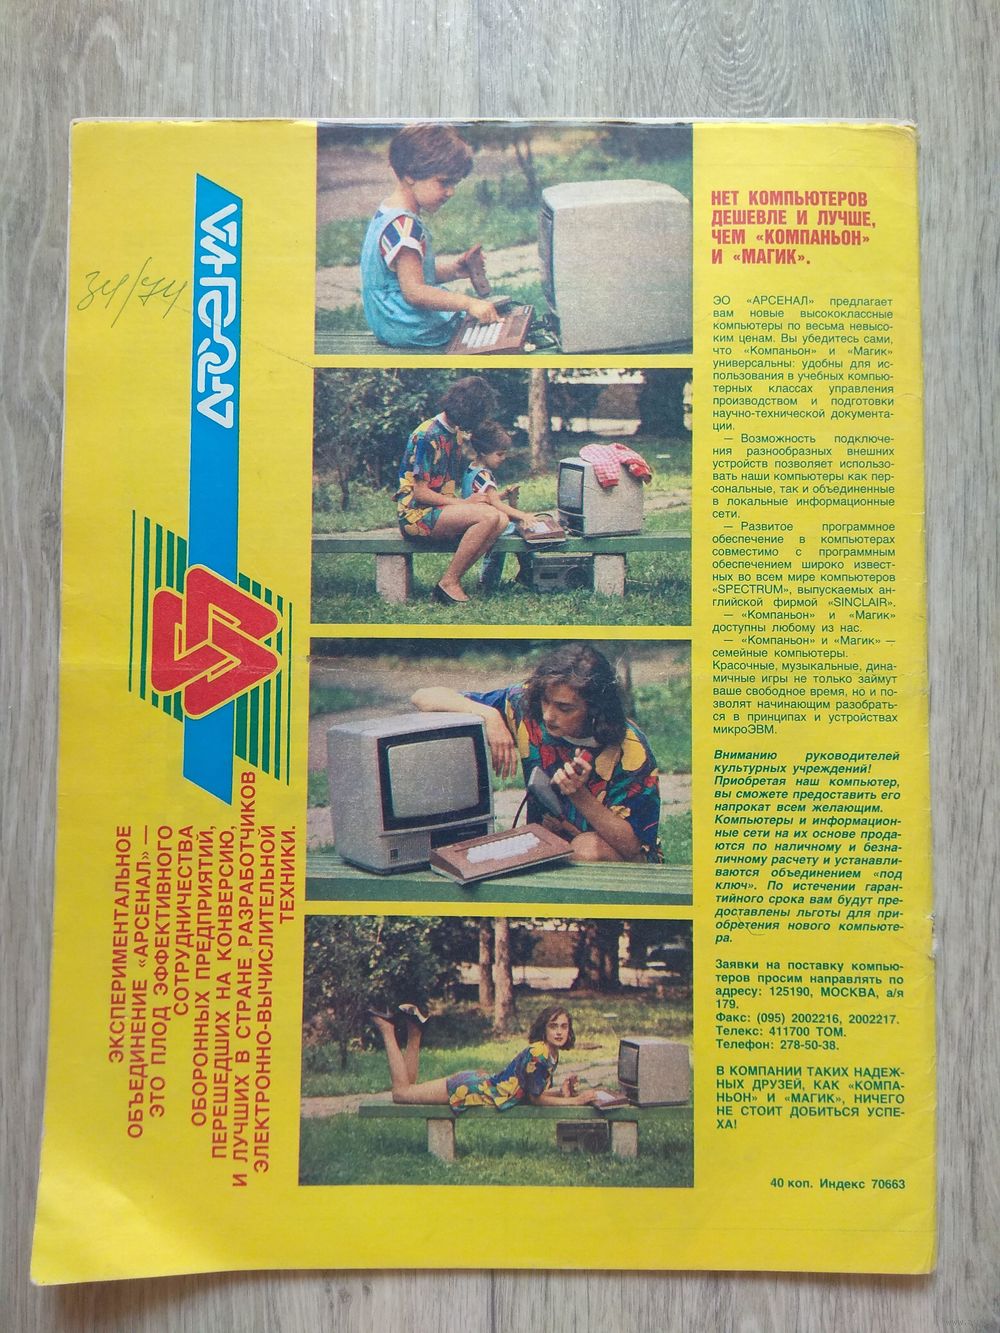 34/74
АРСЕНАЛ
ЭКСПЕРИМЕНТАЛЬНОЕ
ОБЪЕДИНЕНИЕ «АРСЕНАЛ» —
ЭТО ПЛОД ЭФФЕКТИВНОГО
СОТРУДНИЧЕСТВА
ОБОРОННЫХ ПРЕДПРИЯТИЙ,
ПЕРЕШЕДШИХ НА КОНВЕРСИЮ,
И ЛУЧШИХ В СТРАНЕ РАЗРАБОТЧИКОВ
ЭЛЕКТРОННО-ВЫЧИСЛИТЕЛЬНОЙ
ТЕХНИКИ.
НЕТ КОМПЬЮТЕРОВ
ДЕШЕВЛЕ И ЛУЧШЕ,
ЧЕМ «КОМПАНЬОН»
И «МАГИК».
ЭО «АРСЕНАЛ» предлагает
вам новые высококлассные
компьютеры по весьма невысо-
ким ценам. Вы убедитесь сами,
что «Компаньон» и «Магик»
универсальны: удобны для ис-
пользования в учебных компью-
терных классах управления
производством и подготовки
научно-технической документа-
ции.
— Возможность подключе-
ния разнообразных внешних
устройств позволяет использо-
вать наши компьютеры как пер-
сональные, так и объединенные
в локальные информационные
сети.
— Развитое программное
обеспечение в компьютерах
совместимо с программным
обеспечением широко извест-
ных во всем мире компьютеров
«SPECTRUM», выпускаемых ан-
глийской фирмой «SINCLAIR».
— «Компаньон» и «Магик»
доступны любому из нас.
— «Компаньон» и «Магик» —
семейные компьютеры.
Красочные, музыкальные, дина-
мичные игры не только займут
ваше свободное время, но и по-
зволят начинающим разобрать-
ся в принципах и устройствах
микроЭВМ.
Вниманию руководителей
культурных учреждений!
Приобретая наш компьютер,
вы сможете предоставить его
напрокат всем желающим.
Компьютеры и информацион-
ные сети на их основе прода-
ются по наличному и безна-
личному расчету и устанавли-
ваются объединением «под
ключ». По истечении гаран-
тийного срока вам будут пре-
доставлены льготы для при-
обретения нового компьюте-
ра.
Заявки на поставку компью-
теров просим направлять по
адресу: 125190, МОСКВА, а/я
179.
Факс: (095) 2002216, 2002217.
Телекс: 411700 ТОМ.
Телефон: 278-50-38.
В КОМПАНИИ ТАКИХ НАДЕЖ-
НЫХ ДРУЗЕЙ, КАК «КОМПА-
НЬОН» И «МАГИК», НИЧЕГО
НЕ СТОИТ ДОБИТЬСЯ УСПЕ-
ХА!
40 коп. Индекс 70663